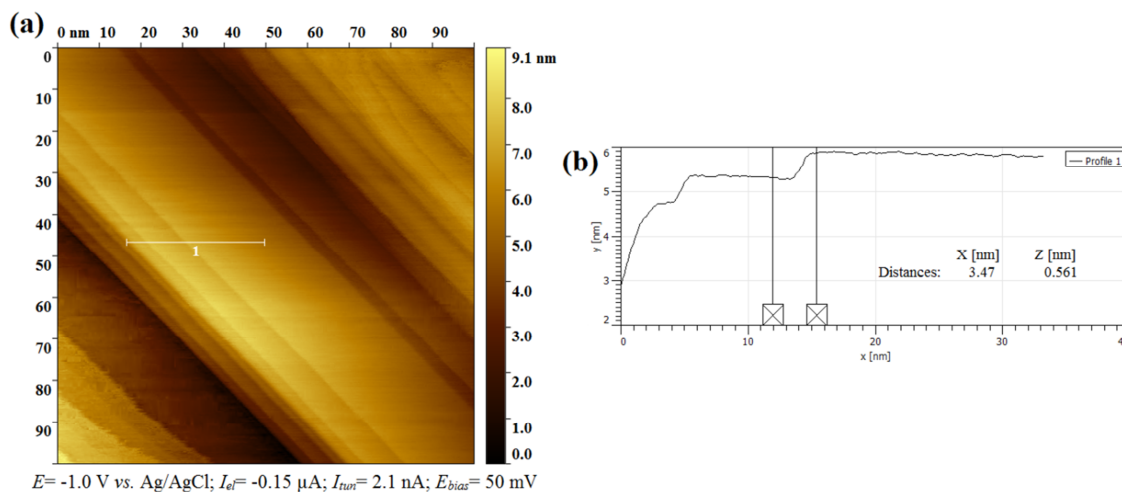 (a)
0 nm 10 20 30 40 50 60 70 80 90
0
10
20
30
40
50
60
70
80
90
1
9.1 nm
8.0
7.0
6.0
5.0
4.0
3.0
2.0
1.0
0.0
E= -1.0 V vs. Ag/AgCl; Iel= -0.15 µA; Itun= 2.1 nA; Ebias= 50 mV
(b)
Profile 1
6
5
4
3
2
y [nm]
X [nm] Z [nm]
Distances: 3.47 0.561
0 10 20 30 4
x [nm]